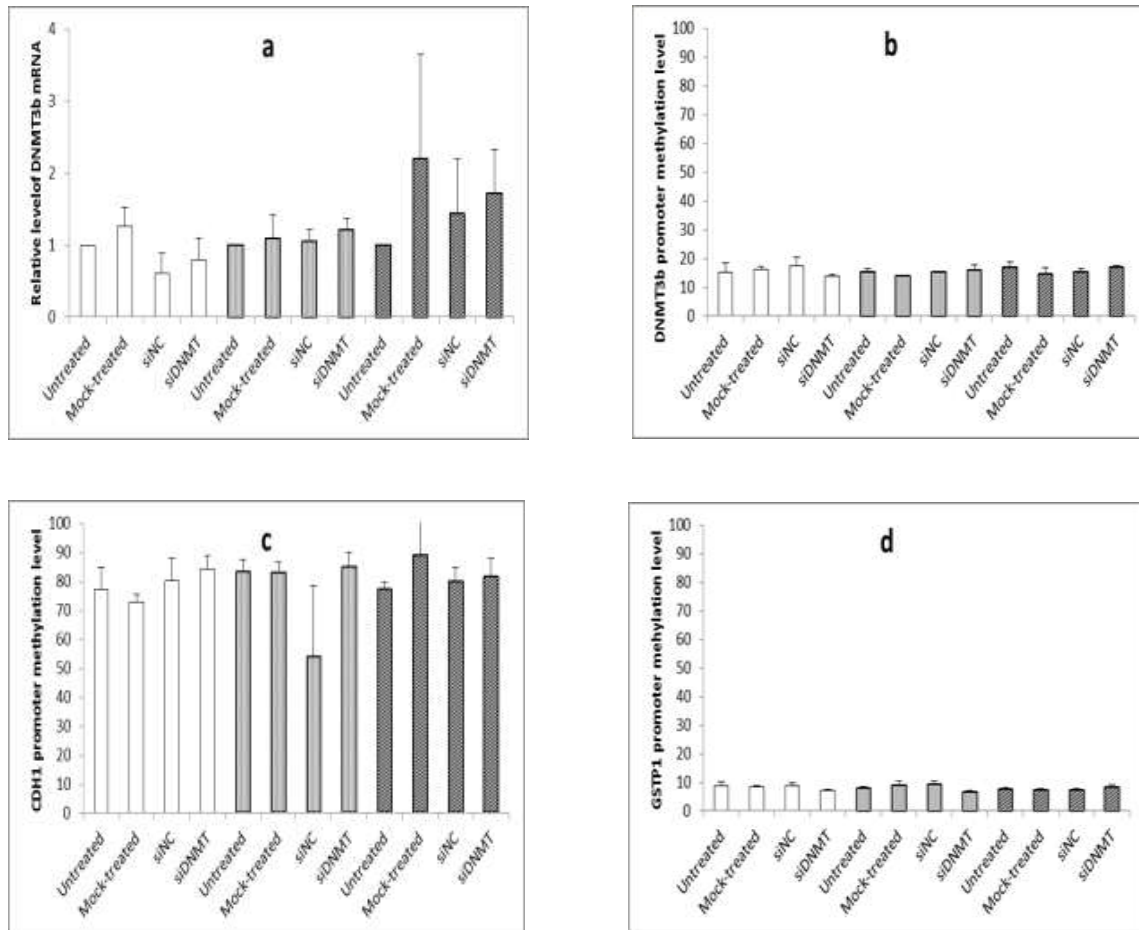 a
Relative levelof DNMT3b mRNA
4
3
2
1
0
Untreated
Mock-treated
siNC
siDNMT
Untreated
Mock-treated
siNC
siDNMT
Untreated
Mock-treated
siNC
siDNMT
b
DNMT3b promoter methylation level
100
90
80
70
60
50
40
30
20
10
0
Untreated
Mock-treated
siNC
siDNMT
Untreated
Mock-treated
siNC
siDNMT
Untreated
Mock-treated
siNC
siDNMT
c
CDH1 promoter methylation level
100
90
80
70
60
50
40
30
20
10
0
Untreated
Mock-treated
siNC
siDNMT
Untreated
Mock-treated
siNC
siDNMT
Untreated
Mock-treated
siNC
siDNMT
d
GSTP1 promoter mehylation level
100
90
80
70
60
50
40
30
20
10
0
Untreated
Mock-treated
siNC
siDNMT
Untreated
Mock-treated
siNC
siDNMT
Untreated
Mock-treated
siNC
siDNMT